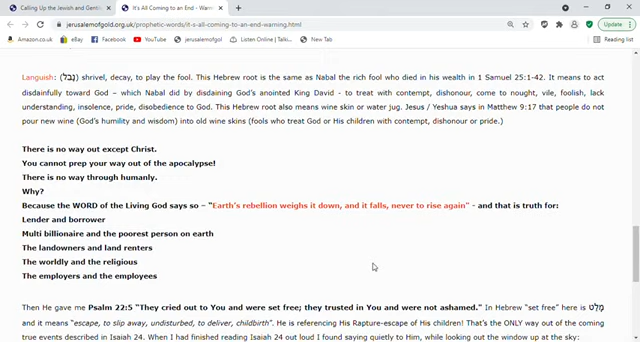 Calling Up the Jewish and Gentil
It's All Coming to an End - Warning
jerusalemofgold.org.uk/prophetic-words/it's-all-coming-to-an-end-warning.html
Update
Amazon.co.uk eBay Facebook Yahoo! YouTube jerusalemofgol Listen Online | Talki... New Tab Reading list
Languish: (נָבֵל) shrivel, decay, to play the fool. This Hebrew root is the same as Nabal the rich fool who died in his wealth in 1 Samuel 25:1-42. It means to act
disdainfully toward God – which Nabal did by disdaining God's anointed King David - to treat with contempt, dishonour, come to nought, vile, foolish, lack
understanding, insolence, pride, disobedience to God. This Hebrew root also means wine skin or water jug. Jesus / Yeshua says in Matthew 9:17 that people do not
pour new wine (God's humility and wisdom) into old wine skins (fools who treat God or His children with contempt, dishonour or pride.)
There is no way out except Christ.
You cannot prep your way out of the apocalypse!
There is no way through humanly.
Why?
Because the WORD of the Living God says so – "Earth's rebellion weighs it down, and it falls, never to rise again" - and that is truth for:
Lender and borrower
Multi billionaire and the poorest person on earth
The landowners and land renters
The worldly and the religious
The employers and the employees
Then He gave me Psalm 22:5 "They cried out to You and were set free; they trusted in You and were not ashamed." In Hebrew "set free" here is מָלַט
and it means "escape, to slip away, undisturbed, to deliver, childbirth". He is referencing His Rapture-escape of His children! That's the ONLY way out of the coming
true events described in Isaiah 24. When I had finished reading Isaiah 24 out loud I found saying quietly to Him, while looking out the window up at the sky: